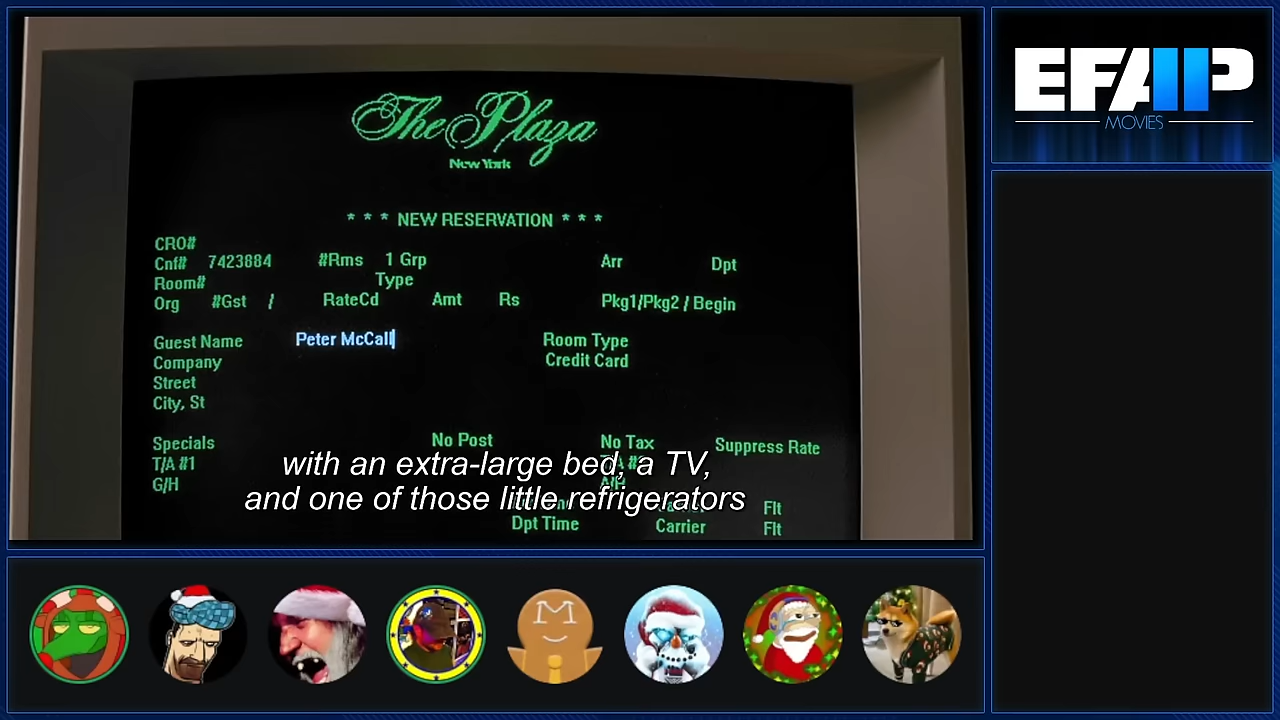 EFAIIP
MOVIES
The Plaza
New York
* * * NEW RESERVATION * * *
CRO#
Cnf# 7423884 #Rms 1 Grp Arr Dpt
Room# Type
Org #Gst / RateCd Amt Rs Pkg1/Pkg2 / Begin
Guest Name Peter McCall Room Type
Company Credit Card
Street
City, St
Specials No Post No Tax Suppress Rate
T/A #1
G/H
with an extra-large bed, a TV,
and one of those little refrigerators
Flt
Dpt Time Carrier Flt
M